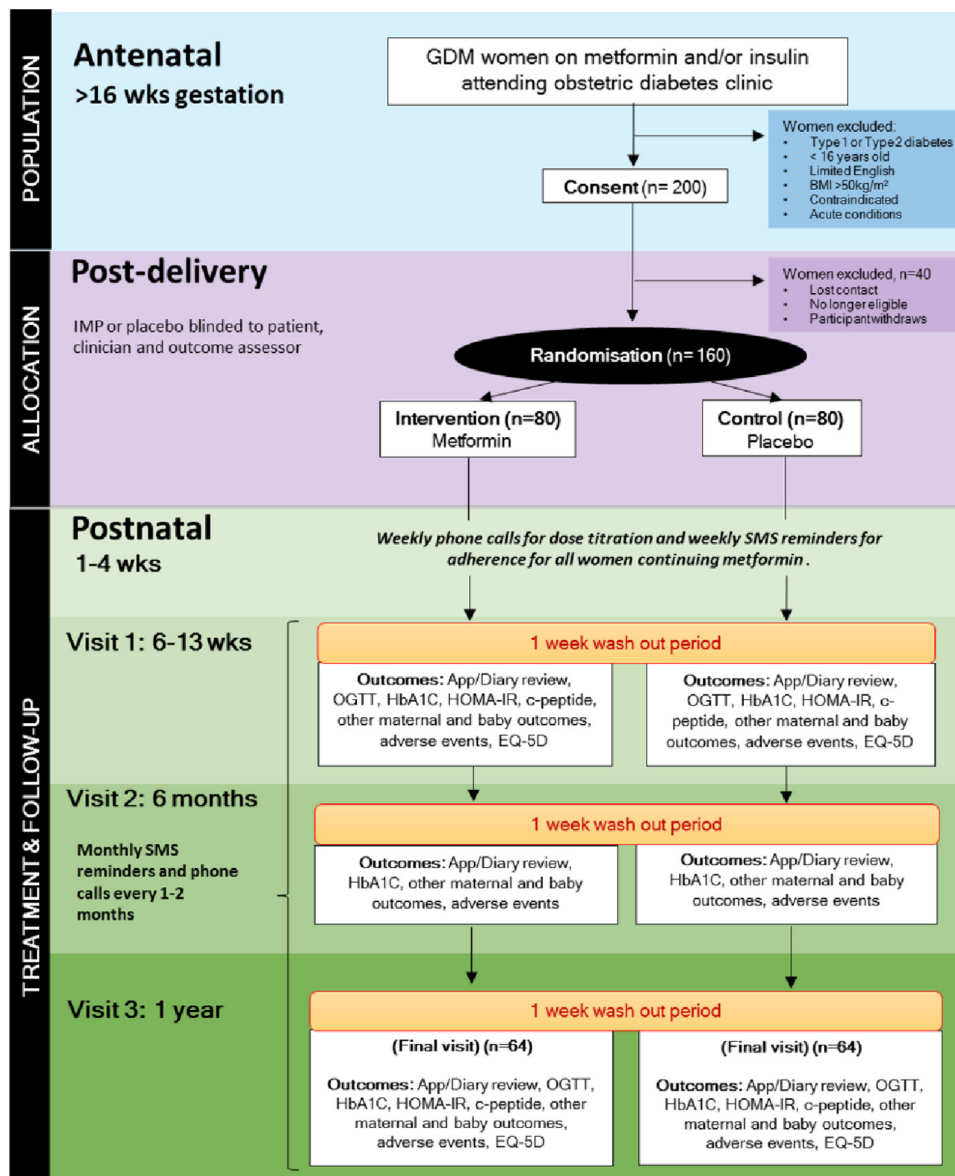 POPULATION
Antenatal
>16 wks gestation
GDM women on metformin and/or insulin
attending obstetric diabetes clinic
Women excluded:
• Type 1 or Type 2 diabetes
• < 16 years old
• Limited English
• BMI >50kg/m²
• Contraindicated
• Acute conditions
Consent (n= 200)
ALLOCATION
Post-delivery
IMP or placebo blinded to patient,
clinician and outcome assessor
Women excluded, n=40
• Lost contact
• No longer eligible
• Participant withdraws
Randomisation (n= 160)
Intervention (n=80)
Metformin
Control (n=80)
Placebo
TREATMENT & FOLLOW-UP
Postnatal
1-4 wks
Weekly phone calls for dose titration and weekly SMS reminders for
adherence for all women continuing metformin .
Visit 1: 6-13 wks
1 week wash out period
Outcomes: App/Diary review,
OGTT, HbA1C, HOMA-IR, c-peptide,
other maternal and baby outcomes,
adverse events, EQ-5D
Outcomes: App/Diary review,
OGTT, HbA1C, HOMA-IR, c-
peptide, other maternal and baby
outcomes, adverse events, EQ-5D
Visit 2: 6 months
Monthly SMS
reminders and phone
calls every 1-2
months
1 week wash out period
Outcomes: App/Diary review,
HbA1C, other maternal and baby
outcomes, adverse events
Outcomes: App/Diary review,
HbA1C, other maternal and baby
outcomes, adverse events
Visit 3: 1 year
1 week wash out period
(Final visit) (n=64)
Outcomes: App/Diary review, OGTT,
HbA1C, HOMA-IR, c-peptide, other
maternal and baby outcomes,
adverse events, EQ-5D
(Final visit) (n=64)
Outcomes: App/Diary review, OGTT,
HbA1C, HOMA-IR, c-peptide, other
maternal and baby outcomes,
adverse events, EQ-5D